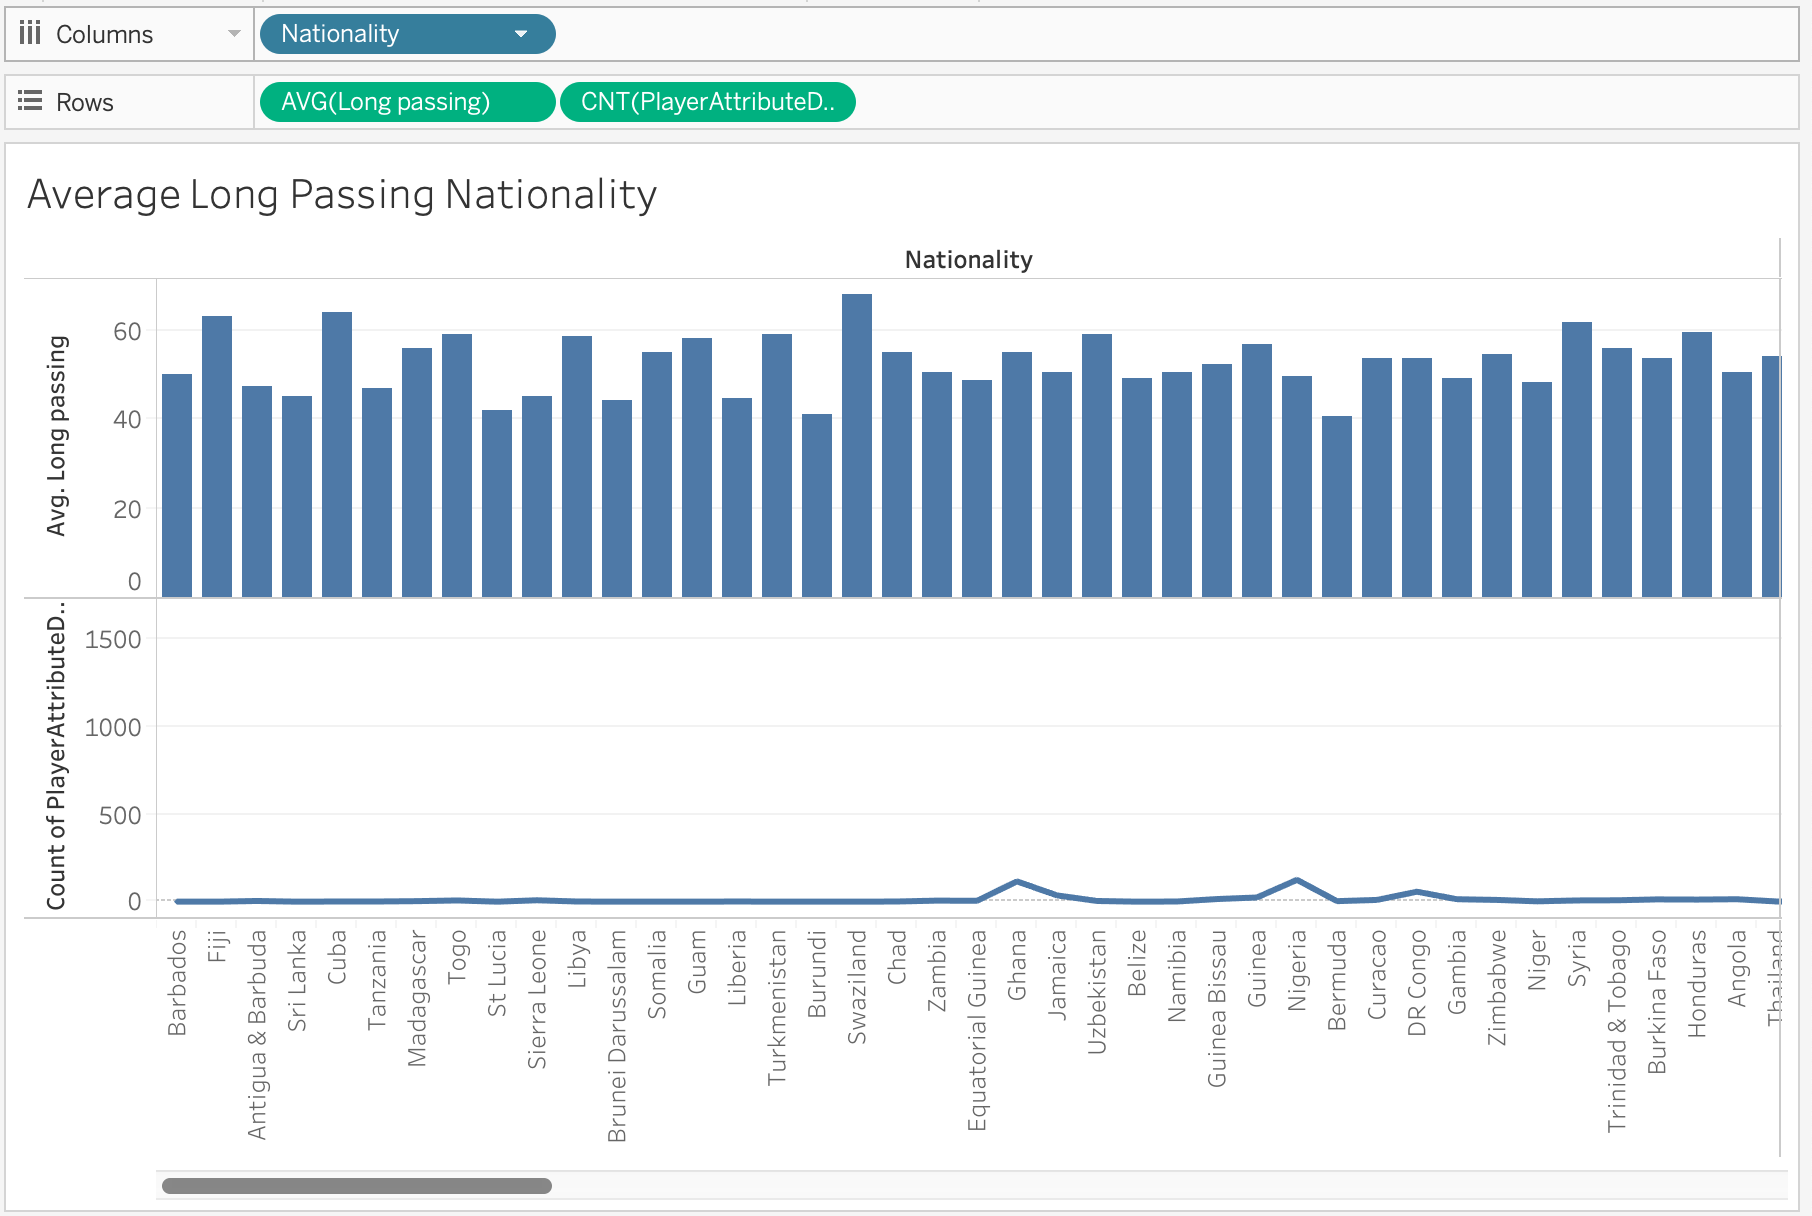 Columns
Nationality
Rows
AVG(Long passing)
CNT(PlayerAttributeD..
Average Long Passing Nationality
Nationality
Avg. Long passing
60
40
20
0
Count of PlayerAttributeD..
1500
1000
500
0
Barbados
Fiji
Antigua & Barbuda
Sri Lanka
Cuba
Tanzania
Madagascar
Togo
St Lucia
Sierra Leone
Libya
Brunei Darussalam
Somalia
Guam
Liberia
Turkmenistan
Burundi
Swaziland
Chad
Zambia
Equatorial Guinea
Ghana
Jamaica
Uzbekistan
Belize
Namibia
Guinea Bissau
Guinea
Nigeria
Bermuda
Curacao
DR Congo
Gambia
Zimbabwe
Niger
Syria
Trinidad & Tobago
Burkina Faso
Honduras
Angola
Thailand